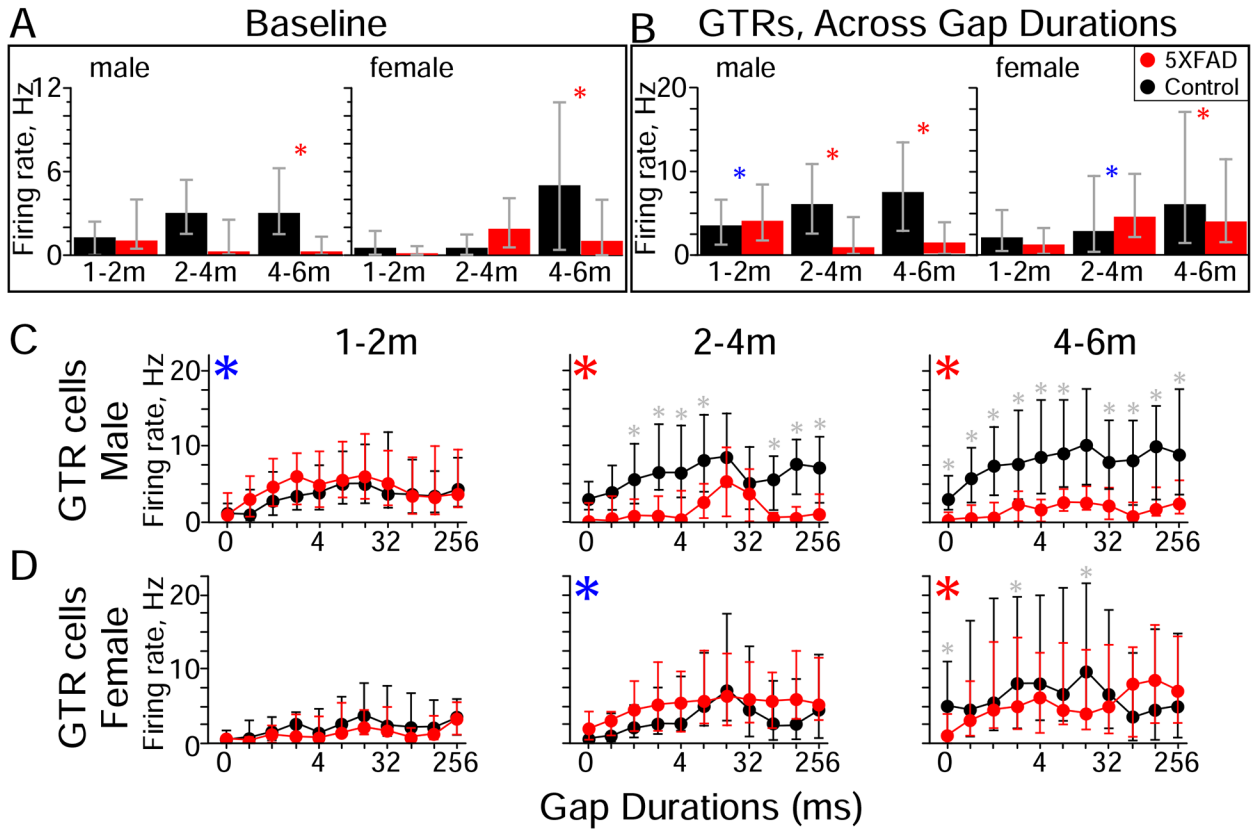 A Baseline
male female
Firing rate, Hz
12
6
0
*
*
1-2m 2-4m 4-6m 1-2m 2-4m 4-6m
B GTRs, Across Gap Durations
male female
5XFAD
Control
Firing rate, Hz
20
10
0
* * * * *
1-2m 2-4m 4-6m 1-2m 2-4m 4-6m
C 1-2m 2-4m 4-6m
GTR cells
Male
Firing rate, Hz
20
10
0
* * *
* * * * * * *
* * * * * * * * * *
0 4 32 256 0 4 32 256 0 4 32 256
D
GTR cells
Female
Firing rate, Hz
20
10
0
* *
* * *
0 4 32 256 0 4 32 256 0 4 32 256
Gap Durations (ms)